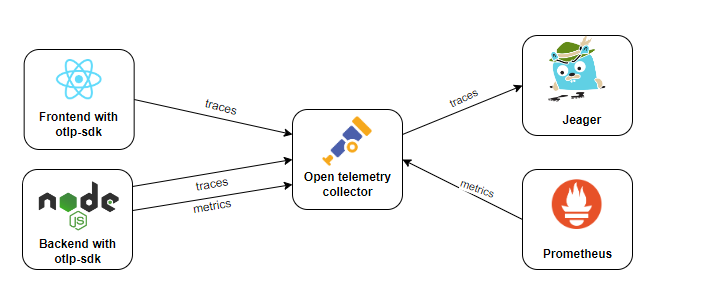 Frontend with
otlp-sdk
traces
node
JS
Backend with
otlp-sdk
traces
metrics
Open telemetry
collector
traces
Jeager
metrics
Prometheus